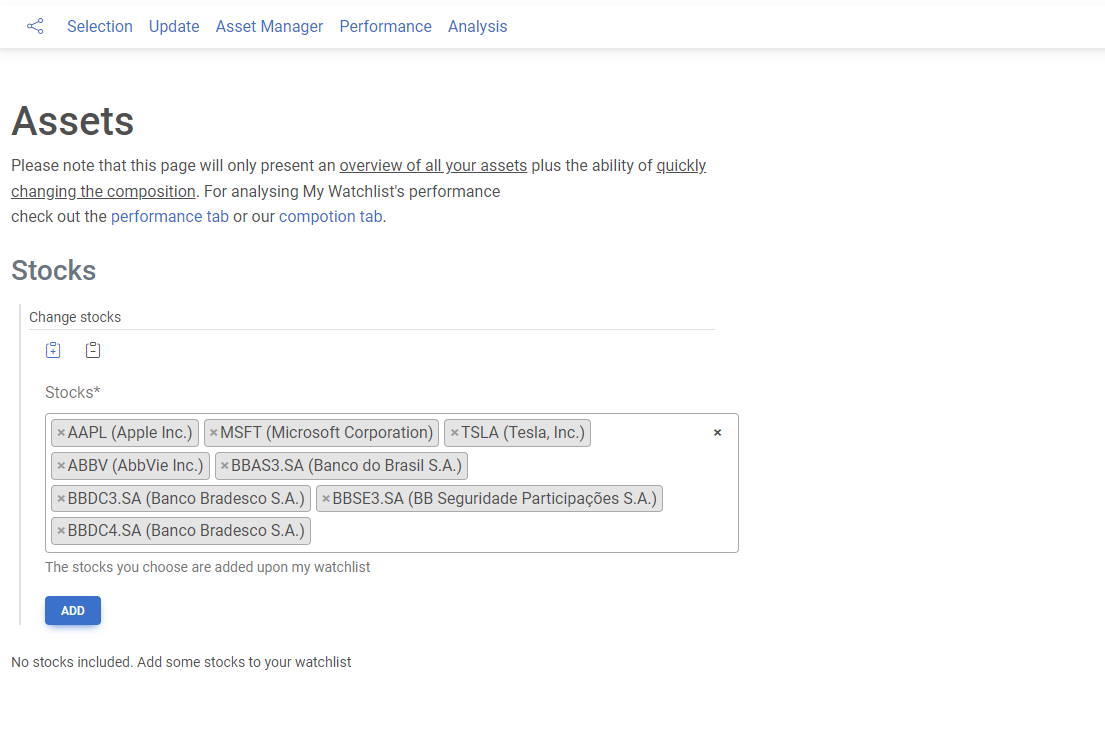 Selection Update Asset Manager Performance Analysis
Assets
Please note that this page will only present an overview of all your assets plus the ability of quickly
changing the composition. For analysing My Watchlist's performance
check out the performance tab or our compotion tab.
Stocks
Change stocks
Stocks*
×AAPL (Apple Inc.) ×MSFT (Microsoft Corporation) ×TSLA (Tesla, Inc.) ×
×ABBV (AbbVie Inc.) ×BBAS3.SA (Banco do Brasil S.A.)
×BBDC3.SA (Banco Bradesco S.A.) ×BBSE3.SA (BB Seguridade Participações S.A.)
×BBDC4.SA (Banco Bradesco S.A.)
The stocks you choose are added upon my watchlist
ADD
No stocks included. Add some stocks to your watchlist